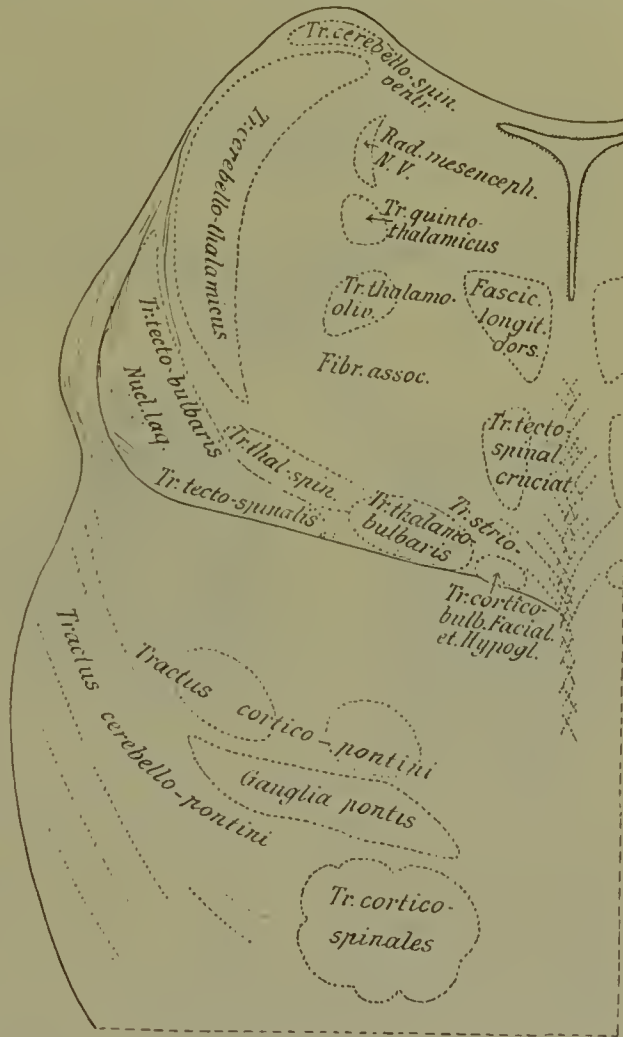 Tr. cerebello-spin.
ventr.
Rad. mesenceph.
N. V.
Tr. quinto-
thalamicus
Tr. cerebello-thalamicus
Tr. thalamo.
oliv.
Fascic.
longit.
dors.
Fibr. assoc.
Tr. tecto-bulbaris
Nucl. laq.
Tr. tecto-
spinal.
cruciat.
Tr. thal.-spin.
Tr. tecto-spinalis
Tr. thalamo-
bulbaris
Tr. strio.
Tr. cortico-
bulb. Facial.
et. Hypogl.
Tractus cortico-pontini
Tractus cerebello-pontini
Ganglia pontis
Tr. cortico-
spinales